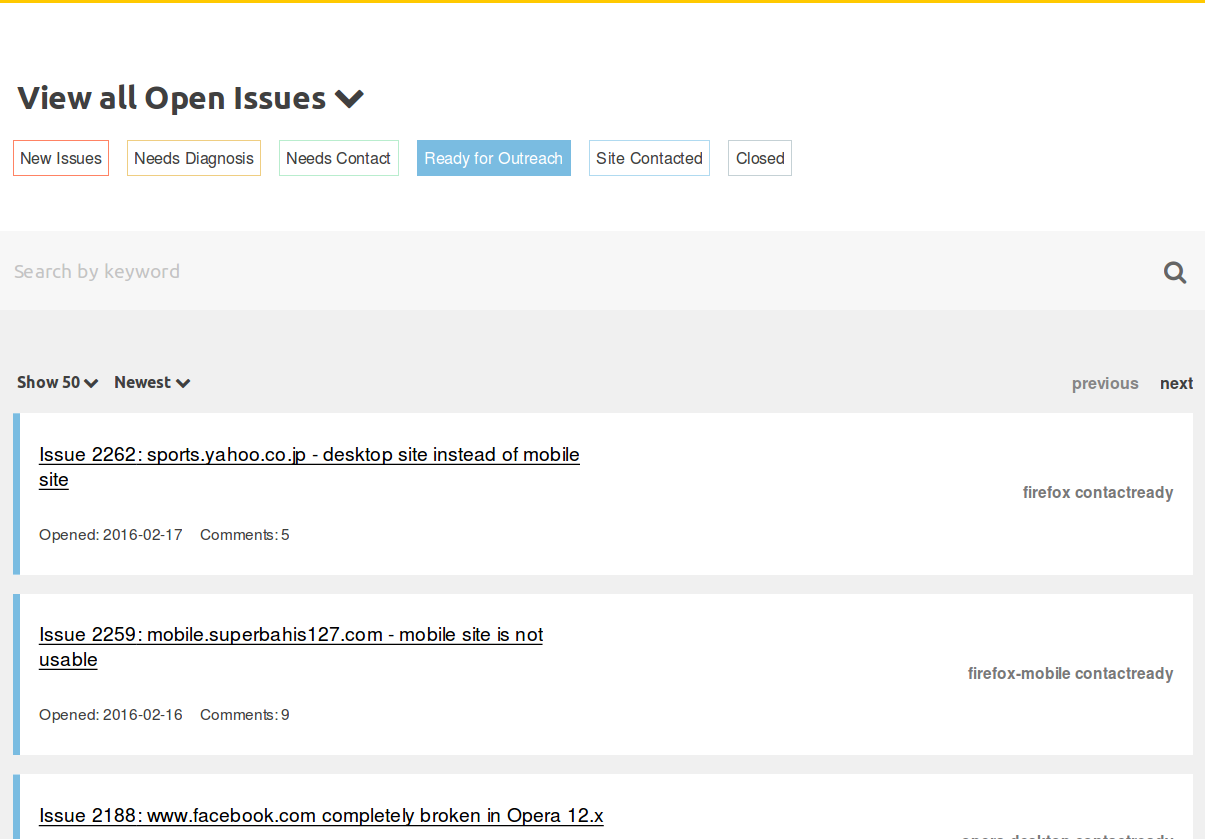 View all Open Issues
New Issues Needs Diagnosis Needs Contact Ready for Outreach Site Contacted Closed
Search by keyword
Show 50 Newest previous next
Issue 2262: sports.yahoo.co.jp - desktop site instead of mobile
site
firefox contactready
Opened: 2016-02-17 Comments: 5
Issue 2259: mobile.superbahis127.com - mobile site is not
usable
firefox-mobile contactready
Opened: 2016-02-16 Comments: 9
Issue 2188: www.facebook.com completely broken in Opera 12.x
opera-desktop contactready